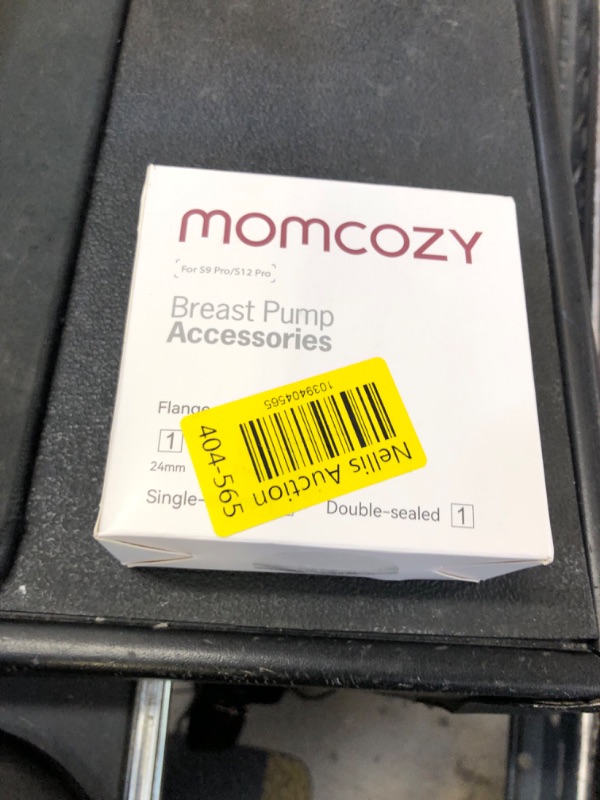 momcozy
For S9 Pro/S12 Pro
Breast Pump
Accessories
Flange
1
24mm
Single-
Double-sealed 1
1039404565
Nellis Auction
404-565